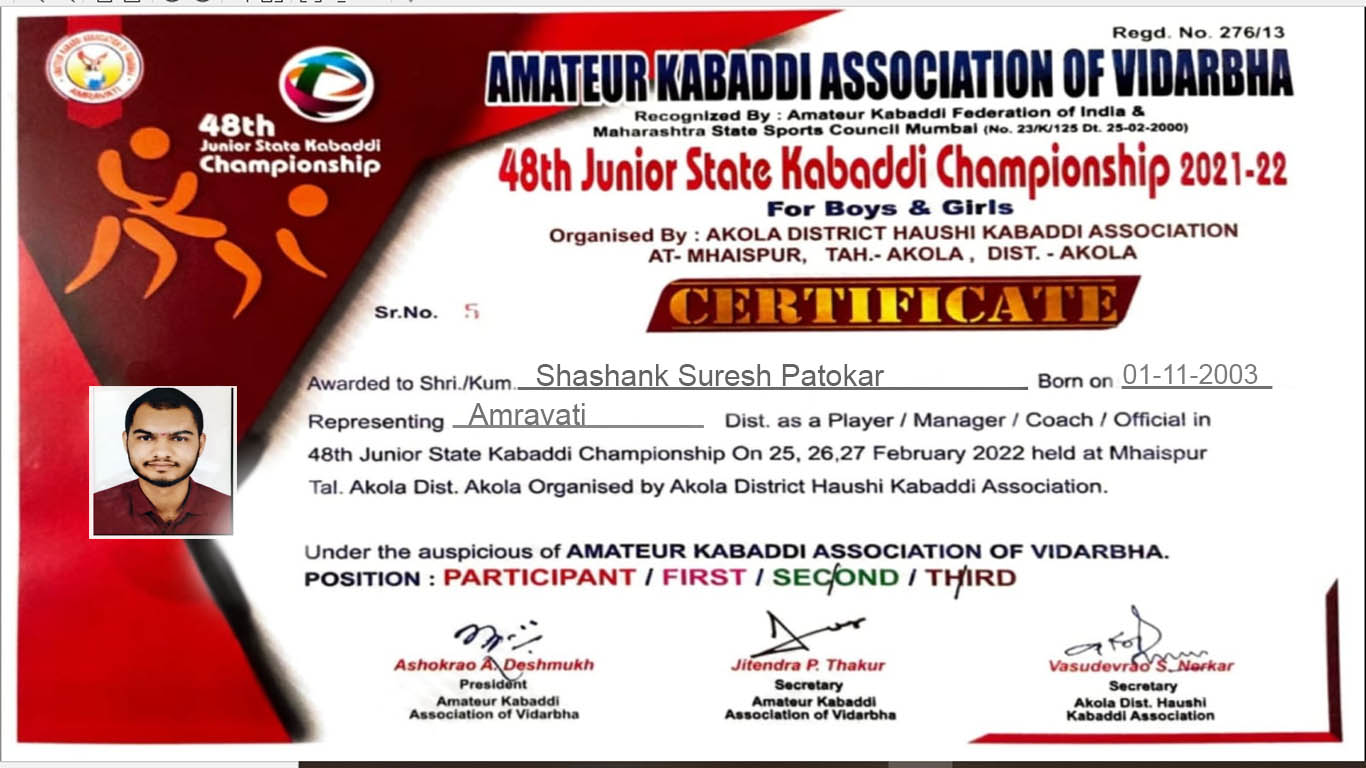 Regd. No. 276/13
AMATEUR KABADDI ASSOCIATION OF VIDARBHA
Recognized By : Amateur Kabaddi Federation of India &
Maharashtra State Sports Council Mumbai (No. 23/K/125 Dt. 25-02-2000)
AMATEUR KABADDI ASSOCIATION OF VIDARBHA
AMRAVATI
48th
Junior State Kabaddi
Championship
48th Junior State Kabaddi Championship 2021-22
For Boys & Girls
Organised By : AKOLA DISTRICT HAUSHI KABADDI ASSOCIATION
AT- MHAISPUR, TAH.- AKOLA , DIST. - AKOLA
Sr.No. 5
CERTIFICATE
Awarded to Shri./Kum. Shashank Suresh Patokar Born on 01-11-2003
Representing Amravati Dist. as a Player / Manager / Coach / Official in
48th Junior State Kabaddi Championship On 25, 26,27 February 2022 held at Mhaispur
Tal. Akola Dist. Akola Organised by Akola District Haushi Kabaddi Association.
Under the auspicious of AMATEUR KABADDI ASSOCIATION OF VIDARBHA.
POSITION : PARTICIPANT / FIRST / SECOND / THIRD
Ashokrao A. Deshmukh
President
Amateur Kabaddi
Association of Vidarbha
Jitendra P. Thakur
Secretary
Amateur Kabaddi
Association of Vidarbha
Vasudevrao S. Nerkar
Secretary
Akola Dist. Haushi
Kabaddi Association